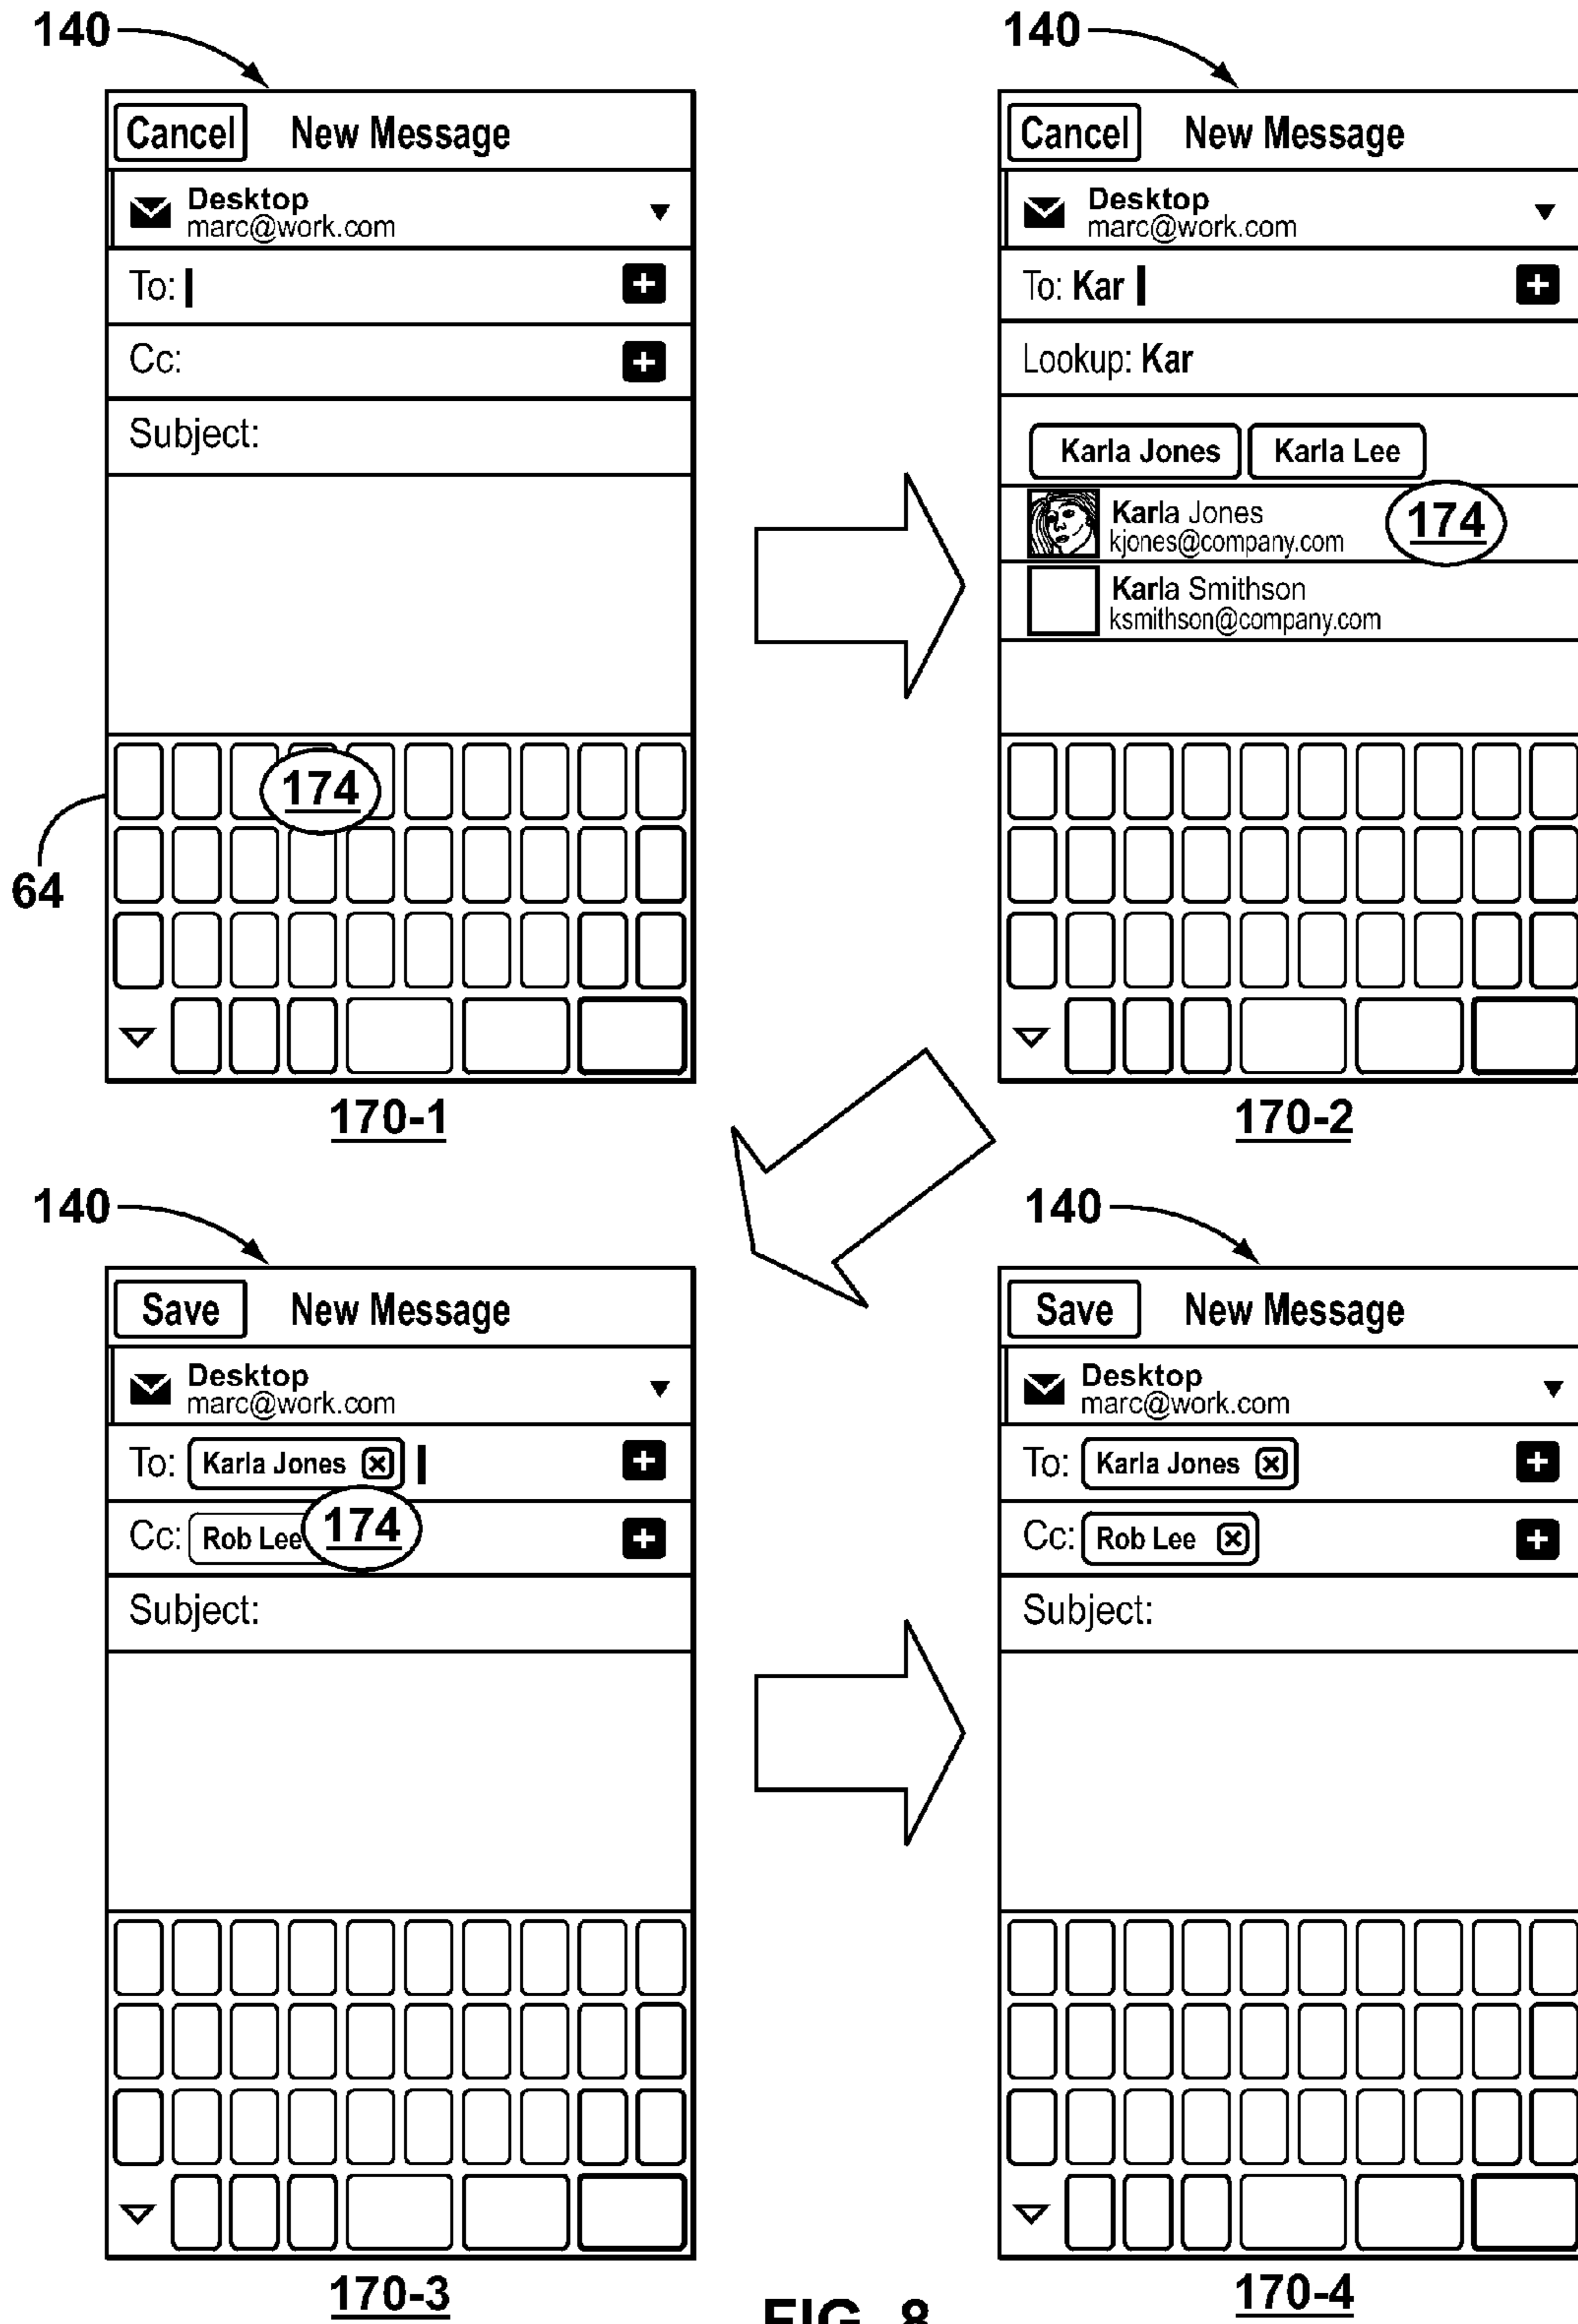 140
Cancel New Message
Desktop
marc@work.com
To:
Cc:
Subject:
174
64
170-1
140
Cancel New Message
Desktop
marc@work.com
To: Kar
Lookup: Kar
Karla Jones Karla Lee
Karla Jones
kjones@company.com
174
Karla Smithson
ksmithson@company.com
170-2
140
Save New Message
Desktop
marc@work.com
To: Karla Jones
Cc: Rob Lee
174
Subject:
170-3
140
Save New Message
Desktop
marc@work.com
To: Karla Jones
Cc: Rob Lee
Subject:
170-4
FIG. 8